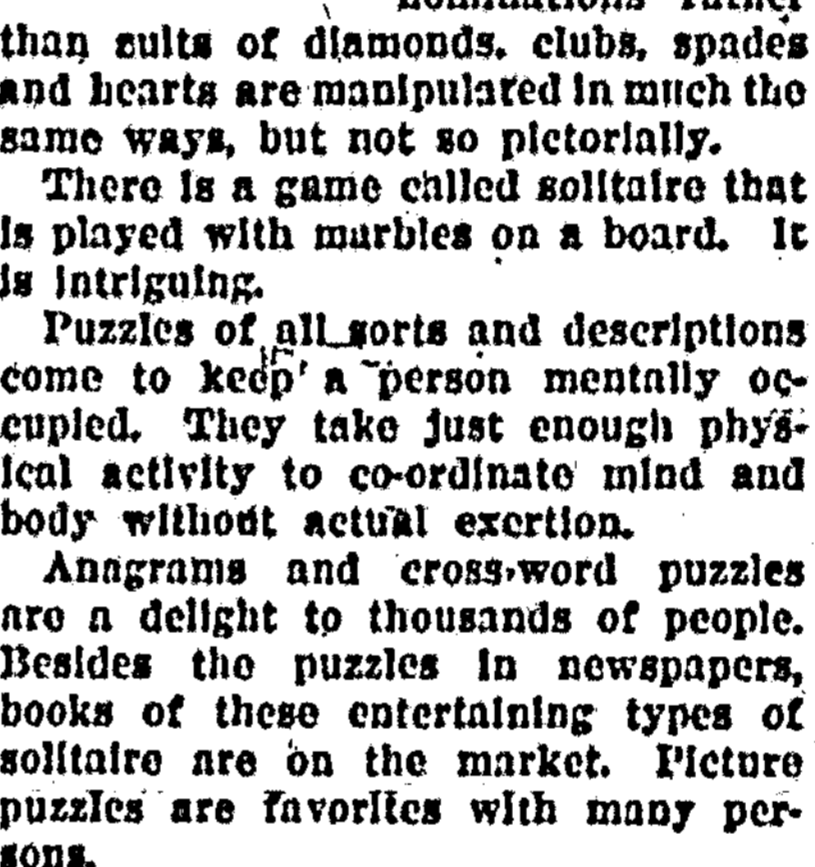 than suits of diamonds, clubs, spades
and hearts are manipulated in much the
same ways, but not so pictorially.
There is a game called solitaire that
is played with marbles on a board. It
is intriguing.
Puzzles of all sorts and descriptions
come to keep a person mentally oc-
cupied. They take just enough phys-
ical activity to co-ordinate mind and
body without actual exertion.
Anagrams and cross-word puzzles
are a delight to thousands of people.
Besides the puzzles in newspapers,
books of these entertaining types of
solitaire are on the market. Picture
puzzles are favorites with many per-
sons.